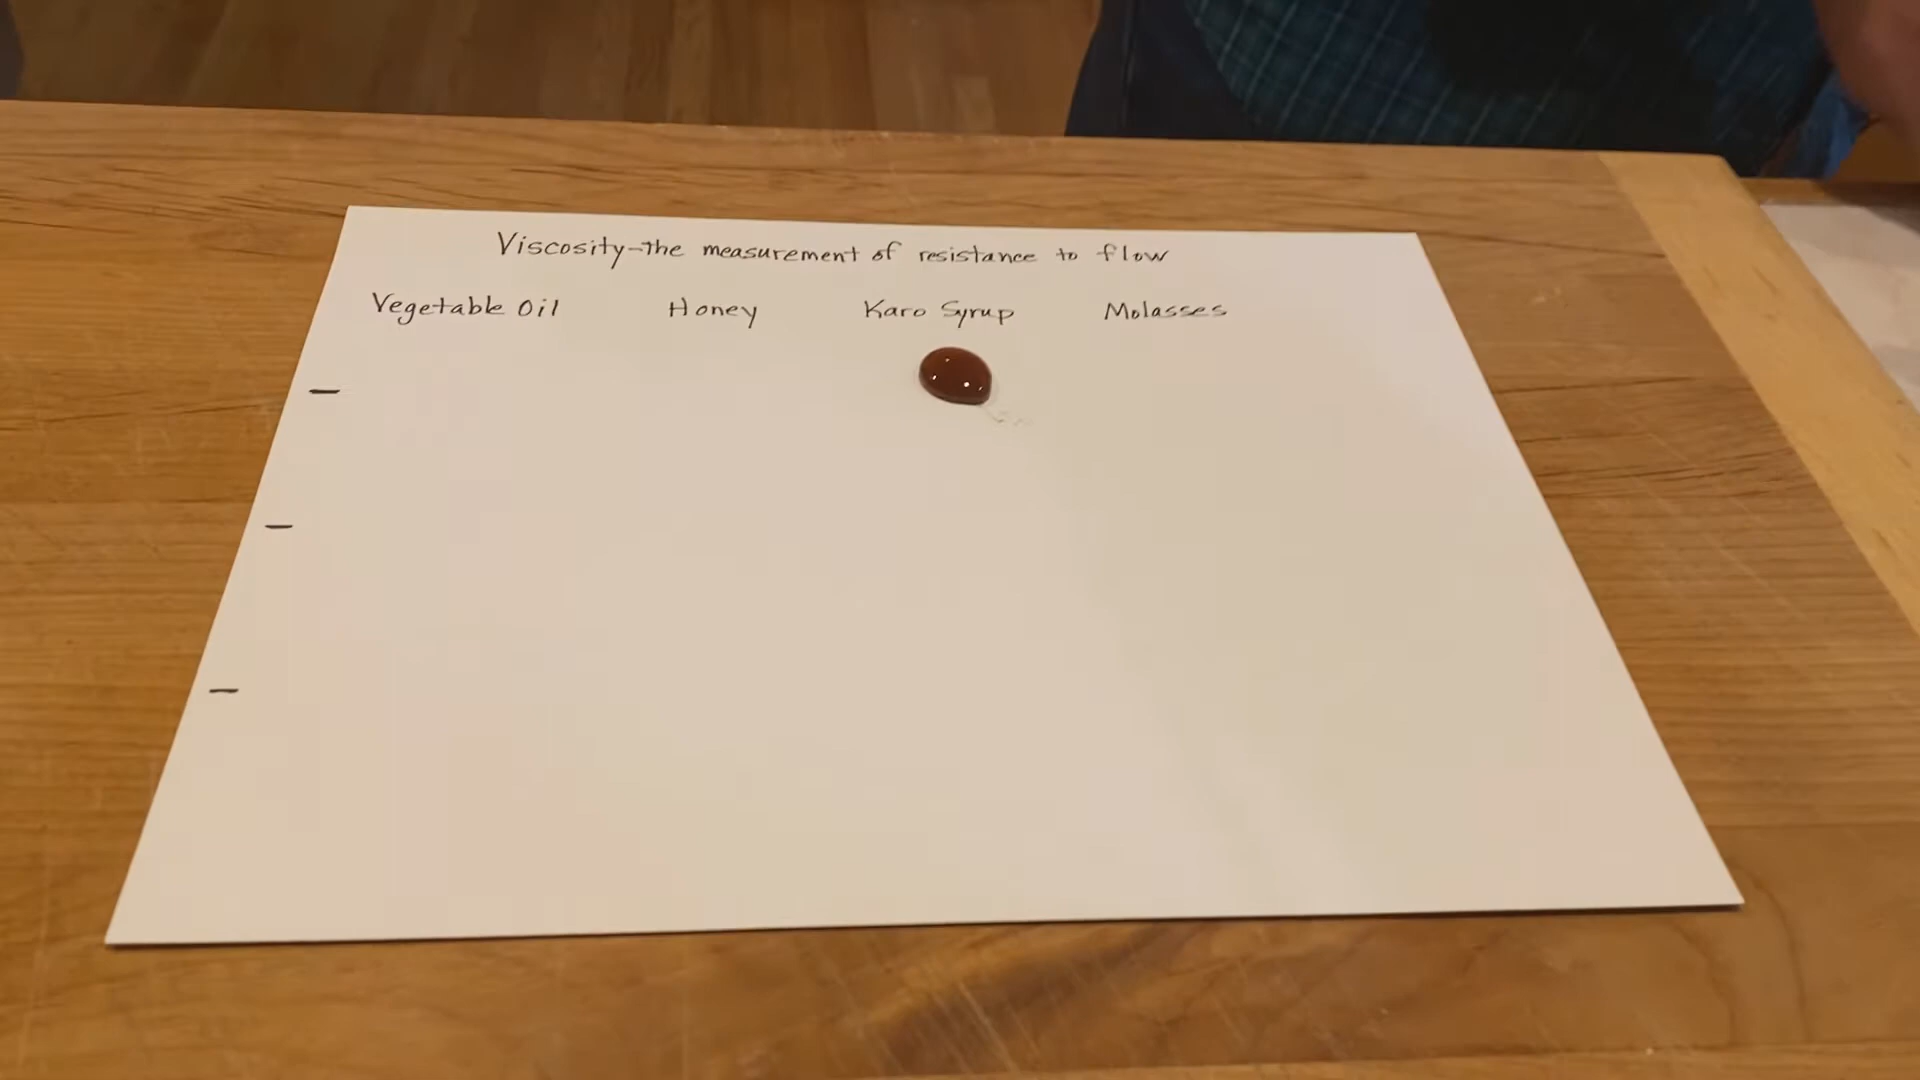 Viscosity-the measurement of resistance to flow
Vegetable Oil Honey Karo Syrup Molasses